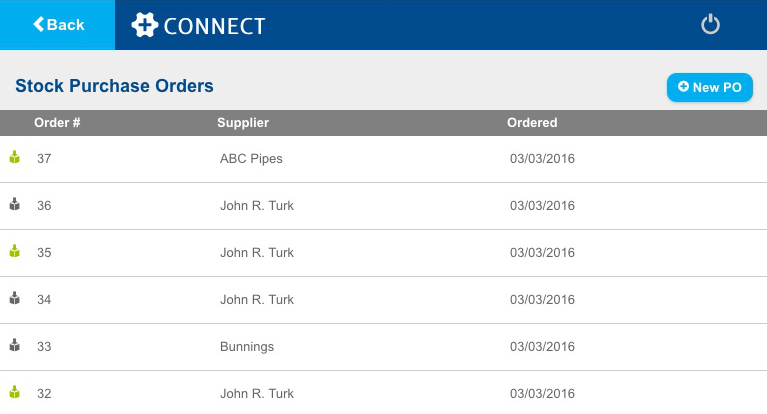 Back CONNECT
Stock Purchase Orders New PO
Order # Supplier Ordered
37 ABC Pipes 03/03/2016
36 John R. Turk 03/03/2016
35 John R. Turk 03/03/2016
34 John R. Turk 03/03/2016
33 Bunnings 03/03/2016
32 John R. Turk 03/03/2016